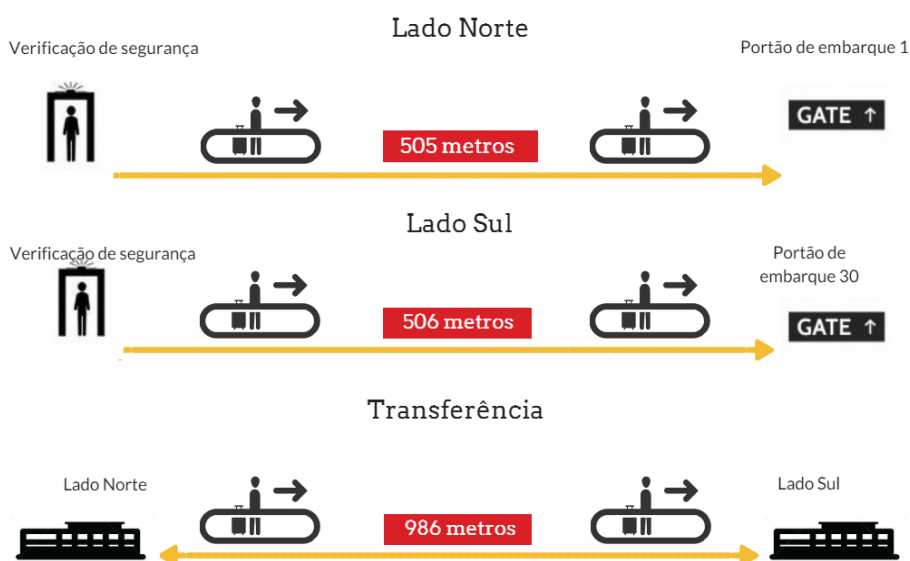 Lado Norte
Verificação de segurança
Portão de embarque 1
GATE ↑
505 metros
Lado Sul
Verificação de segurança
Portão de
embarque 30
GATE ↑
506 metros
Transferência
Lado Norte
Lado Sul
986 metros